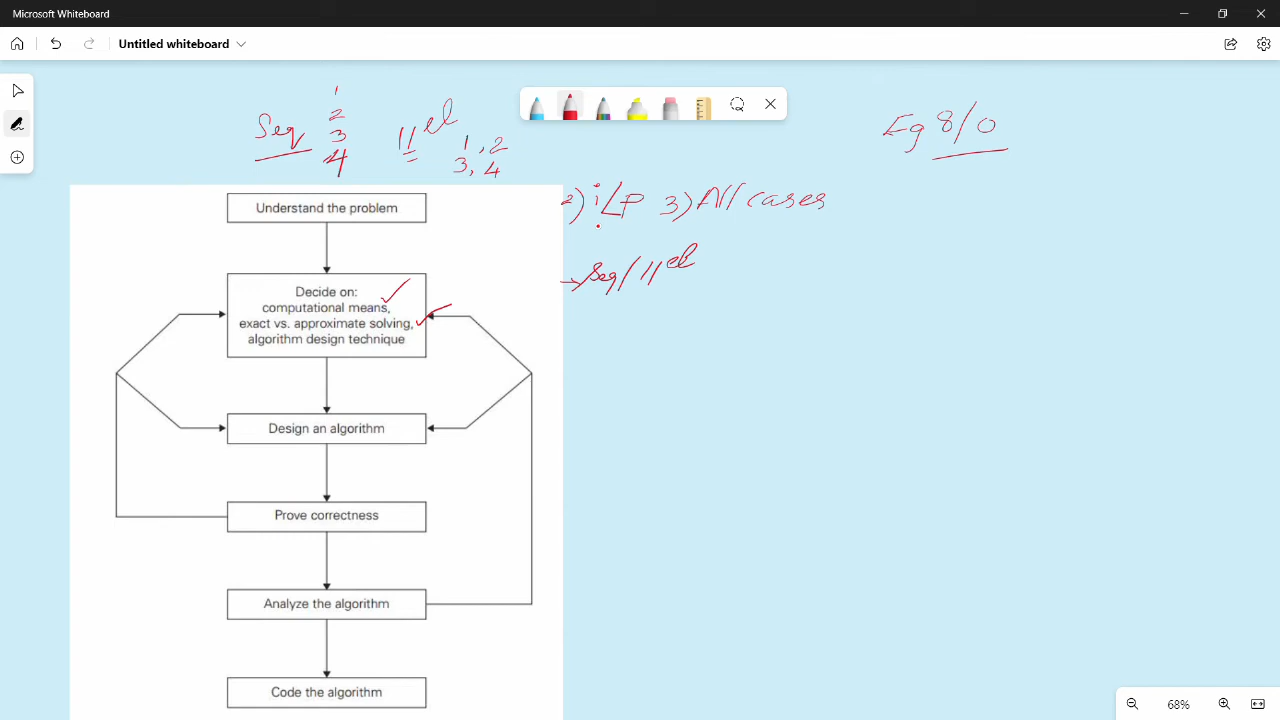 Microsoft Whiteboard
Untitled whiteboard
Seq
1
2
3
4
11el
1,2
3,4
Eg 8/0
2) i/P 3) All cases
→ Seq/11el
Understand the problem
Decide on:
computational means,
exact vs. approximate solving,
algorithm design technique
Design an algorithm
Prove correctness
Analyze the algorithm
Code the algorithm
68%